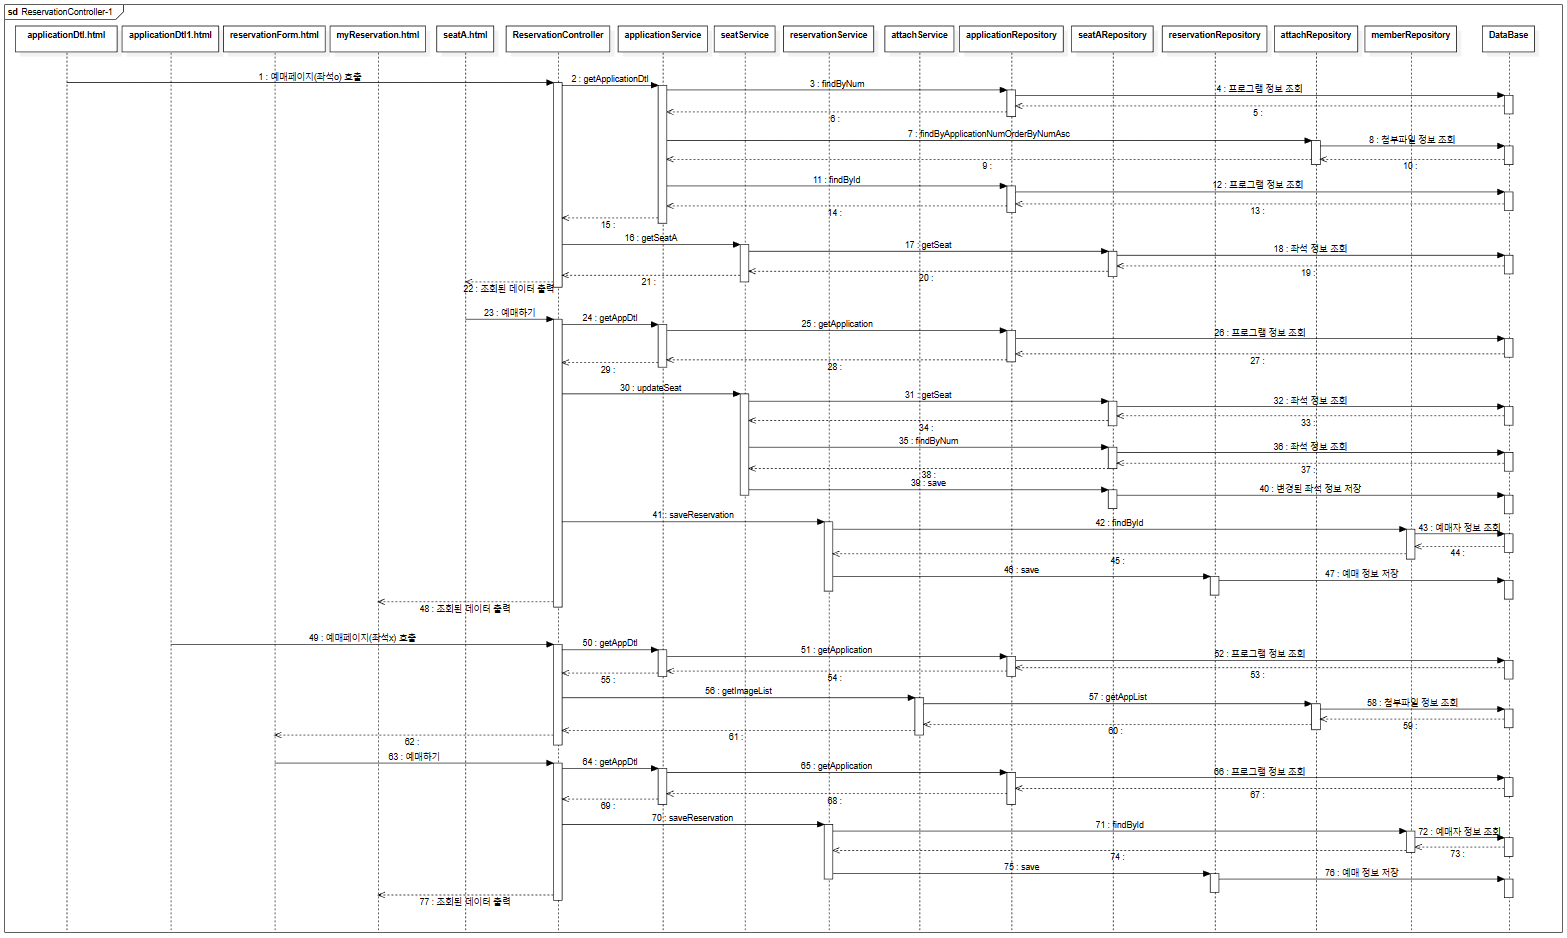 sd ReservationController-1
applicationDtl.html
applicationDtl1.html
reservationForm.html
myReservation.html
seatA.html
ReservationController
applicationService
seatService
reservationService
attachService
applicationRepository
seatARepository
reservationRepository
attachRepository
memberRepository
DataBase
1 : 예매페이지(좌석o) 호출
2 : getApplicationDtl
3 : findByNum
4 : 프로그램 정보 조회
5 :
6 :
7 : findByApplicationNumOrderByNumAsc
8 : 첨부파일 정보 조회
9 :
10 :
11 : findById
12 : 프로그램 정보 조회
13 :
14 :
15 :
16 : getSeatA
17 : getSeat
18 : 좌석 정보 조회
19 :
20 :
21 :
22 : 조회된 데이터 출력
23 : 예매하기
24 : getAppDtl
25 : getApplication
26 : 프로그램 정보 조회
27 :
28 :
29 :
30 : updateSeat
31 : getSeat
32 : 좌석 정보 조회
33 :
34 :
35 : findByNum
36 : 좌석 정보 조회
37 :
38 :
39 : save
40 : 변경된 좌석 정보 저장
41 : saveReservation
42 : findById
43 : 예매자 정보 조회
44 :
45 :
46 : save
47 : 예매 정보 저장
48 : 조회된 데이터 출력
49 : 예매페이지(좌석x) 호출
50 : getAppDtl
51 : getApplication
52 : 프로그램 정보 조회
53 :
54 :
55 :
56 : getImageList
57 : getAppList
58 : 첨부파일 정보 조회
59 :
60 :
61 :
62 :
63 : 예매하기
64 : getAppDtl
65 : getApplication
66 : 프로그램 정보 조회
67 :
68 :
69 :
70 : saveReservation
71 : findById
72 : 예매자 정보 조회
73 :
74 :
75 : save
76 : 예매 정보 저장
77 : 조회된 데이터 출력